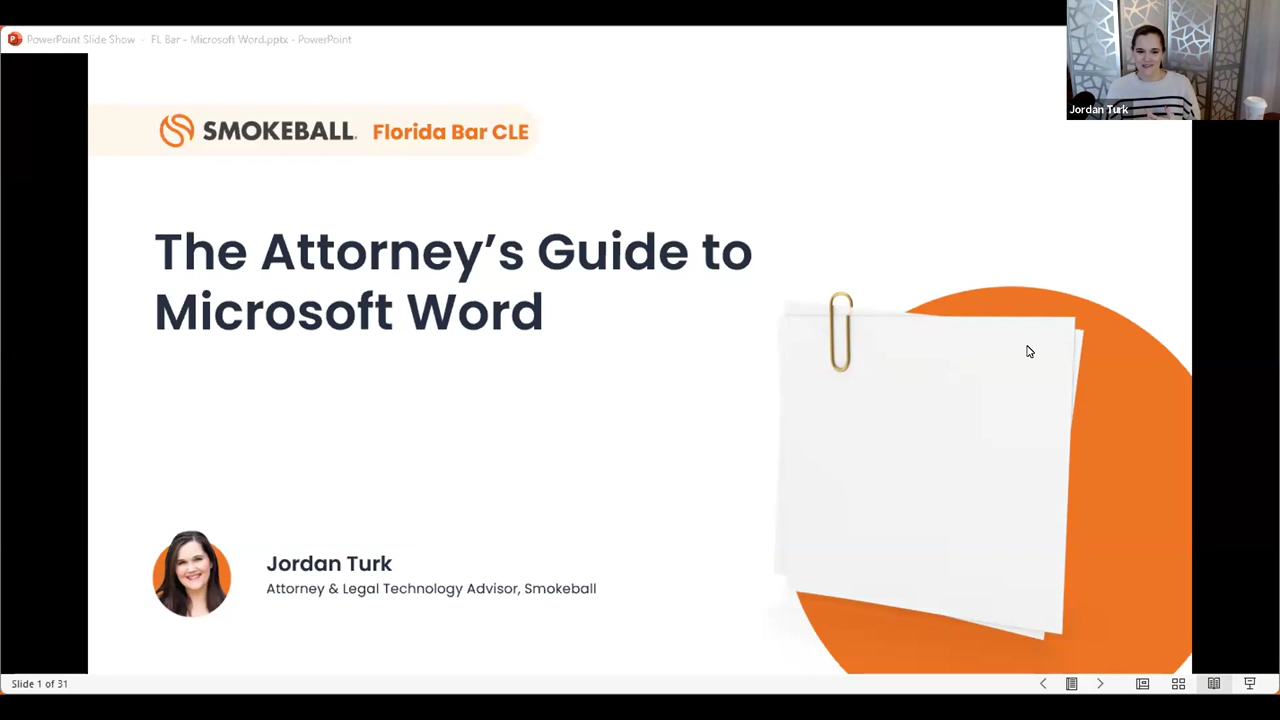 PowerPoint Slide Show - FL Bar - Microsoft Word.pptx - PowerPoint
Jordan Turk
SMOKEBALL. Florida Bar CLE
The Attorney’s Guide to
Microsoft Word
Jordan Turk
Attorney & Legal Technology Advisor, Smokeball
Slide 1 of 31